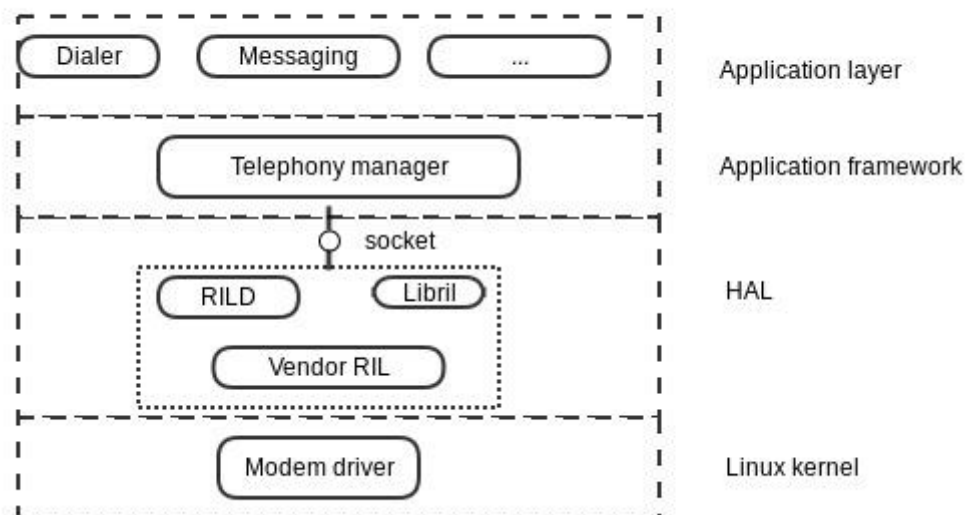 Dialer
Messaging
...
Application layer
Telephony manager
Application framework
socket
RILD
Libril
HAL
Vendor RIL
Modem driver
Linux kernel